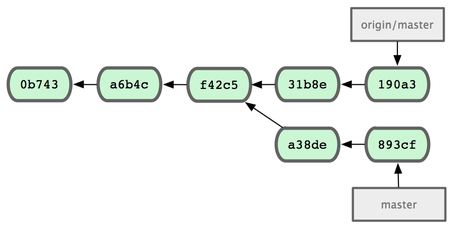 origin/master
0b743 a6b4c f42c5 31b8e 190a3
a38de 893cf
master